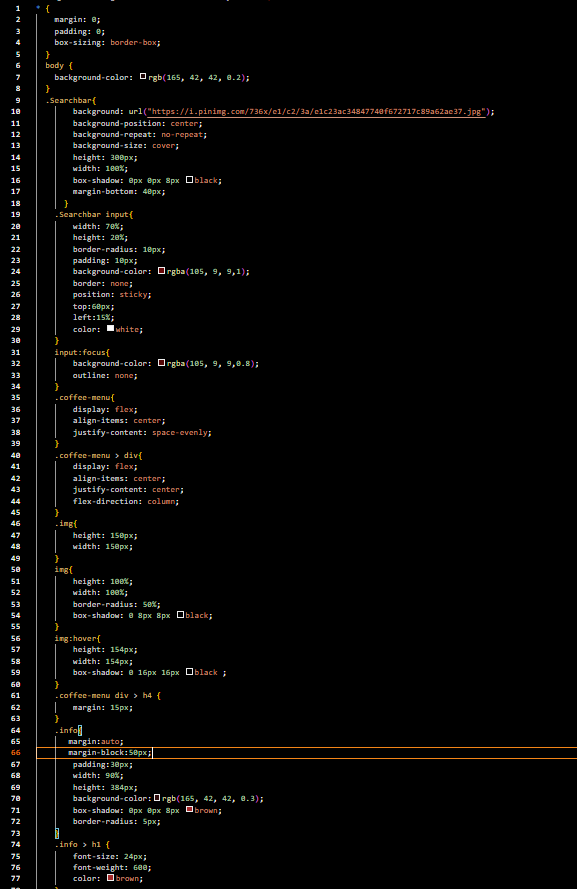 1 * {
2 margin: 0;
3 padding: 0;
4 box-sizing: border-box;
5 }
6 body {
7 background-color: rgb(165, 42, 42, 0.2);
8 }
9 .Searchbar{
10 background: url("https://i.pinimg.com/736x/e1/c2/3a/e1c23ac34847740f672717c89a62ae37.jpg");
11 background-position: center;
12 background-repeat: no-repeat;
13 background-size: cover;
14 height: 300px;
15 width: 100%;
16 box-shadow: 0px 0px 8px black;
17 margin-bottom: 40px;
18 }
19 .Searchbar input{
20 width: 70%;
21 height: 20%;
22 border-radius: 10px;
23 padding: 10px;
24 background-color: rgba(105, 9, 9,1);
25 border: none;
26 position: sticky;
27 top:60px;
28 left:15%;
29 color: white;
30 }
31 input:focus{
32 background-color: rgba(105, 9, 9,0.8);
33 outline: none;
34 }
35 .coffee-menu{
36 display: flex;
37 align-items: center;
38 justify-content: space-evenly;
39 }
40 .coffee-menu > div{
41 display: flex;
42 align-items: center;
43 justify-content: center;
44 flex-direction: column;
45 }
46 .img{
47 height: 150px;
48 width: 150px;
49 }
50 img{
51 height: 100%;
52 width: 100%;
53 border-radius: 50%;
54 box-shadow: 0 8px 8px black;
55 }
56 img:hover{
57 height: 154px;
58 width: 154px;
59 box-shadow: 0 16px 16px black ;
60 }
61 .coffee-menu div > h4 {
62 margin: 15px;
63 }
64 .info{
65 margin:auto;
66 margin-block:50px;
67 padding:30px;
68 width: 90%;
69 height: 384px;
70 background-color: rgb(165, 42, 42, 0.3);
71 box-shadow: 0px 0px 8px brown;
72 border-radius: 5px;
73 }
74 .info > h1 {
75 font-size: 24px;
76 font-weight: 600;
77 color: brown;